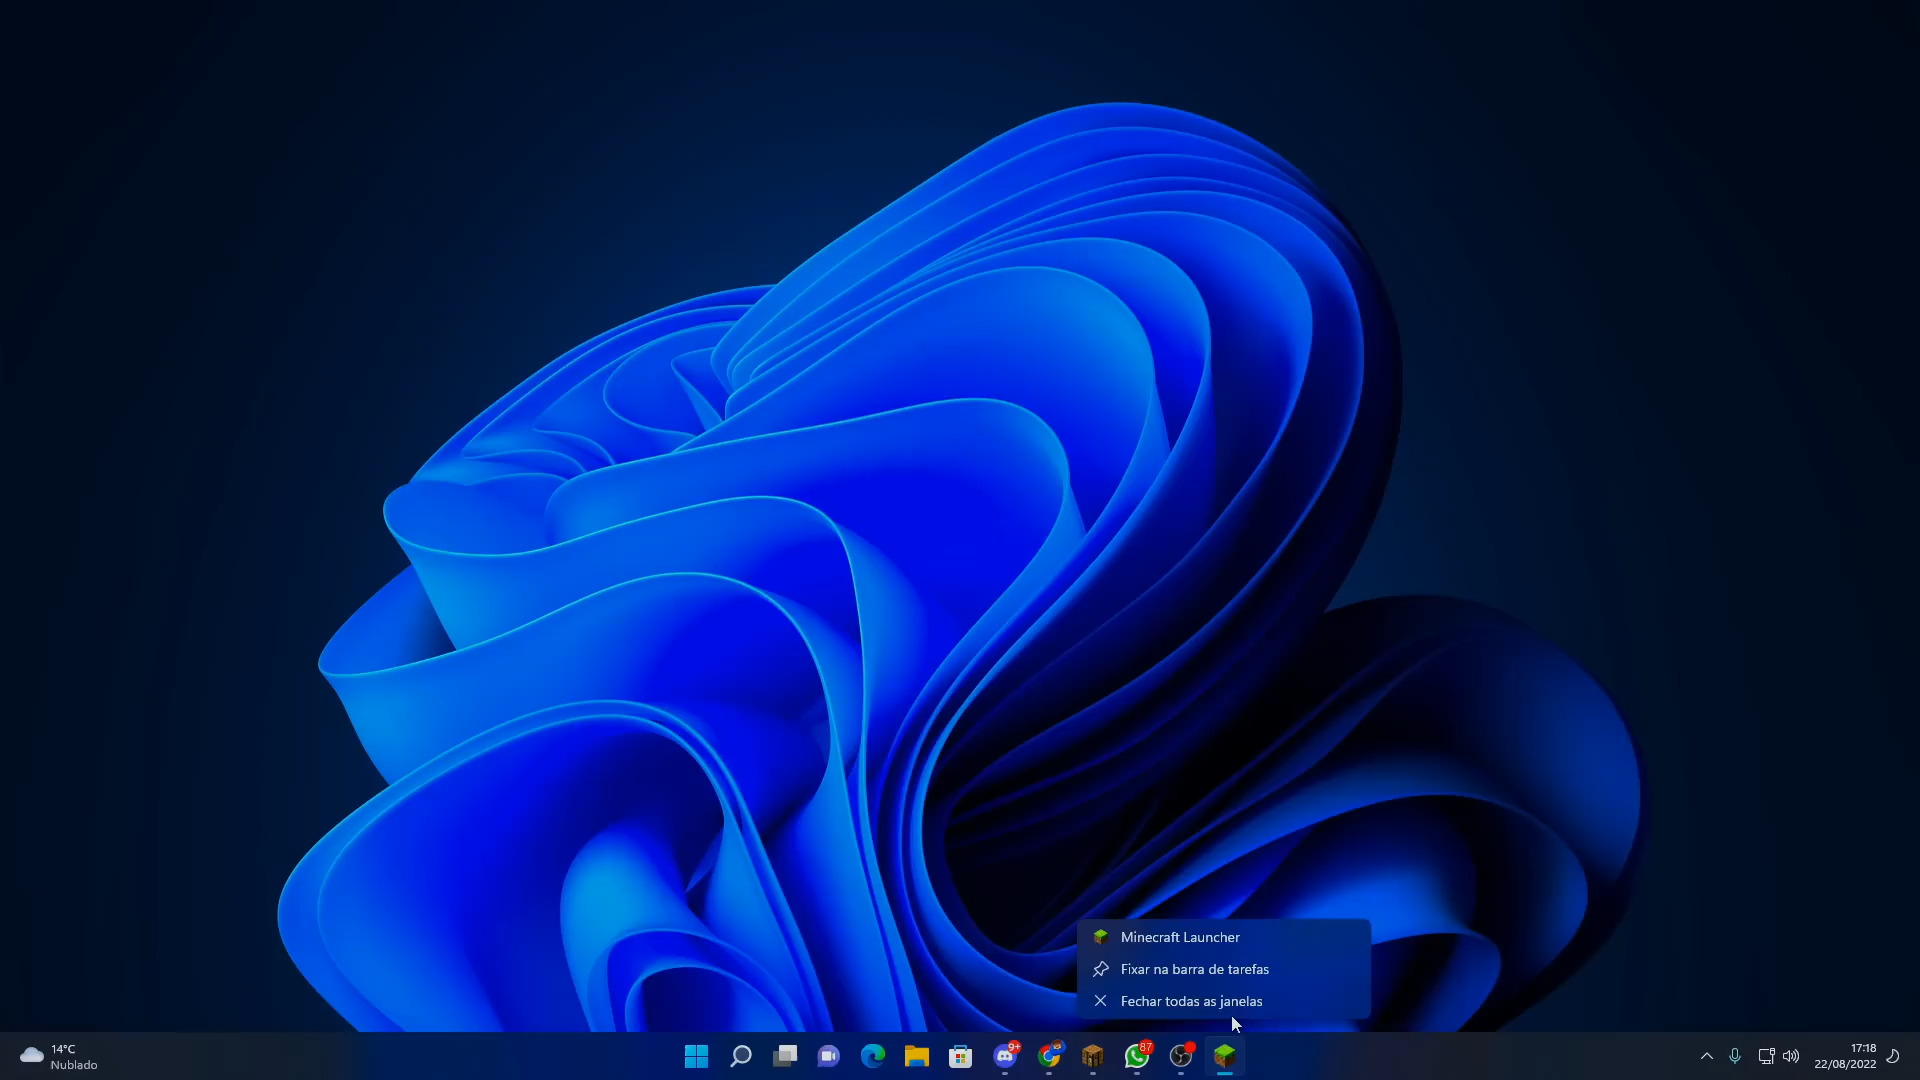 Minecraft Launcher
Fixar na barra de tarefas
Fechar todas as janelas
14°C
Nublado
9+
87
17:18
22/08/2022